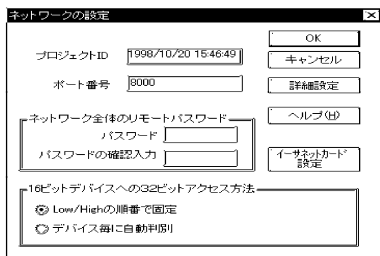 ネットワークの設定
OK
プロジェクトID 1998/10/20 15:46:49
キャンセル
ポート番号 8000
詳細設定
ネットワーク全体のリモートパスワード
ヘルプ(H)
パスワード
パスワードの確認入力
イーサネットカード
設定
16ビットデバイスへの32ビットアクセス方法
Low/Highの順番で固定
デバイス毎に自動判別